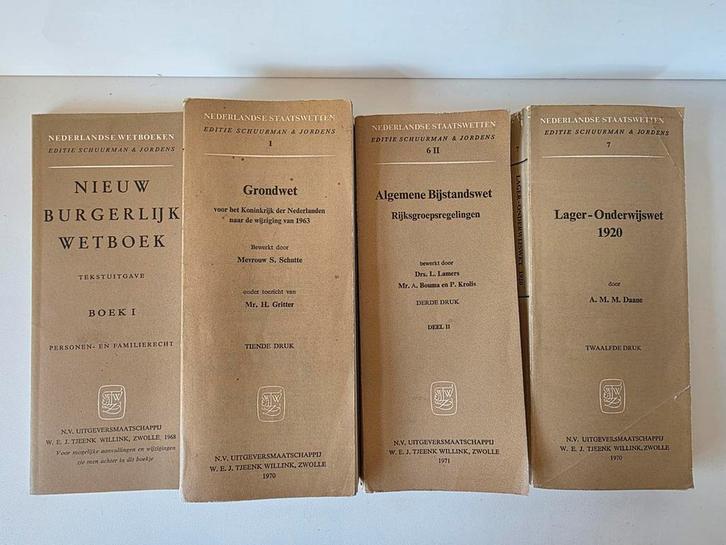 NEDERLANDSE WETBOEKEN
EDITIE SCHUURMAN & JORDENS
NIEUW
BURGERLIJK
WETBOEK
TEKSTUITGAVE
BOEK I
PERSONEN- EN FAMILIERECHT
N.V. UITGEVERSMAATSCHAPPIJ
W. E. J. TJEENK WILLINK, ZWOLLE, 1968
Voor mogelijke aanvullingen en wijzigingen
zie men achter in dit boekje
NEDERLANDSE STAATSWETTEN
EDITIE SCHUURMAN & JORDENS
1
Grondwet
voor het Koninkrijk der Nederlanden
naar de wijziging van 1963
Bewerkt door
Mevrouw S. Schutte
onder toezicht van
Mr. H. Gritter
TIENDE DRUK
N.V. UITGEVERSMAATSCHAPPIJ
W. E. J. TJEENK WILLINK, ZWOLLE
1970
NEDERLANDSE STAATSWETTEN
EDITIE SCHUURMAN & JORDENS
6 II
Algemene Bijstandswet
Rijksgroepsregelingen
bewerkt door
Drs. L. Lamers
Mr. A. Bouma en P. Krolis
DERDE DRUK
DEEL II
N.V. UITGEVERSMAATSCHAPPIJ
W. E. J. TJEENK WILLINK, ZWOLLE
1971
7
LAGER-ONDERWIJSWET 1920
NEDERLANDSE STAATSWETTEN
EDITIE SCHUURMAN & JORDENS
7
Lager-Onderwijswet
1920
door
A. M. M. Daane
TWAALFDE DRUK
N.V. UITGEVERSMAATSCHAPPIJ
W. E. J. TJEENK WILLINK, ZWOLLE
1970